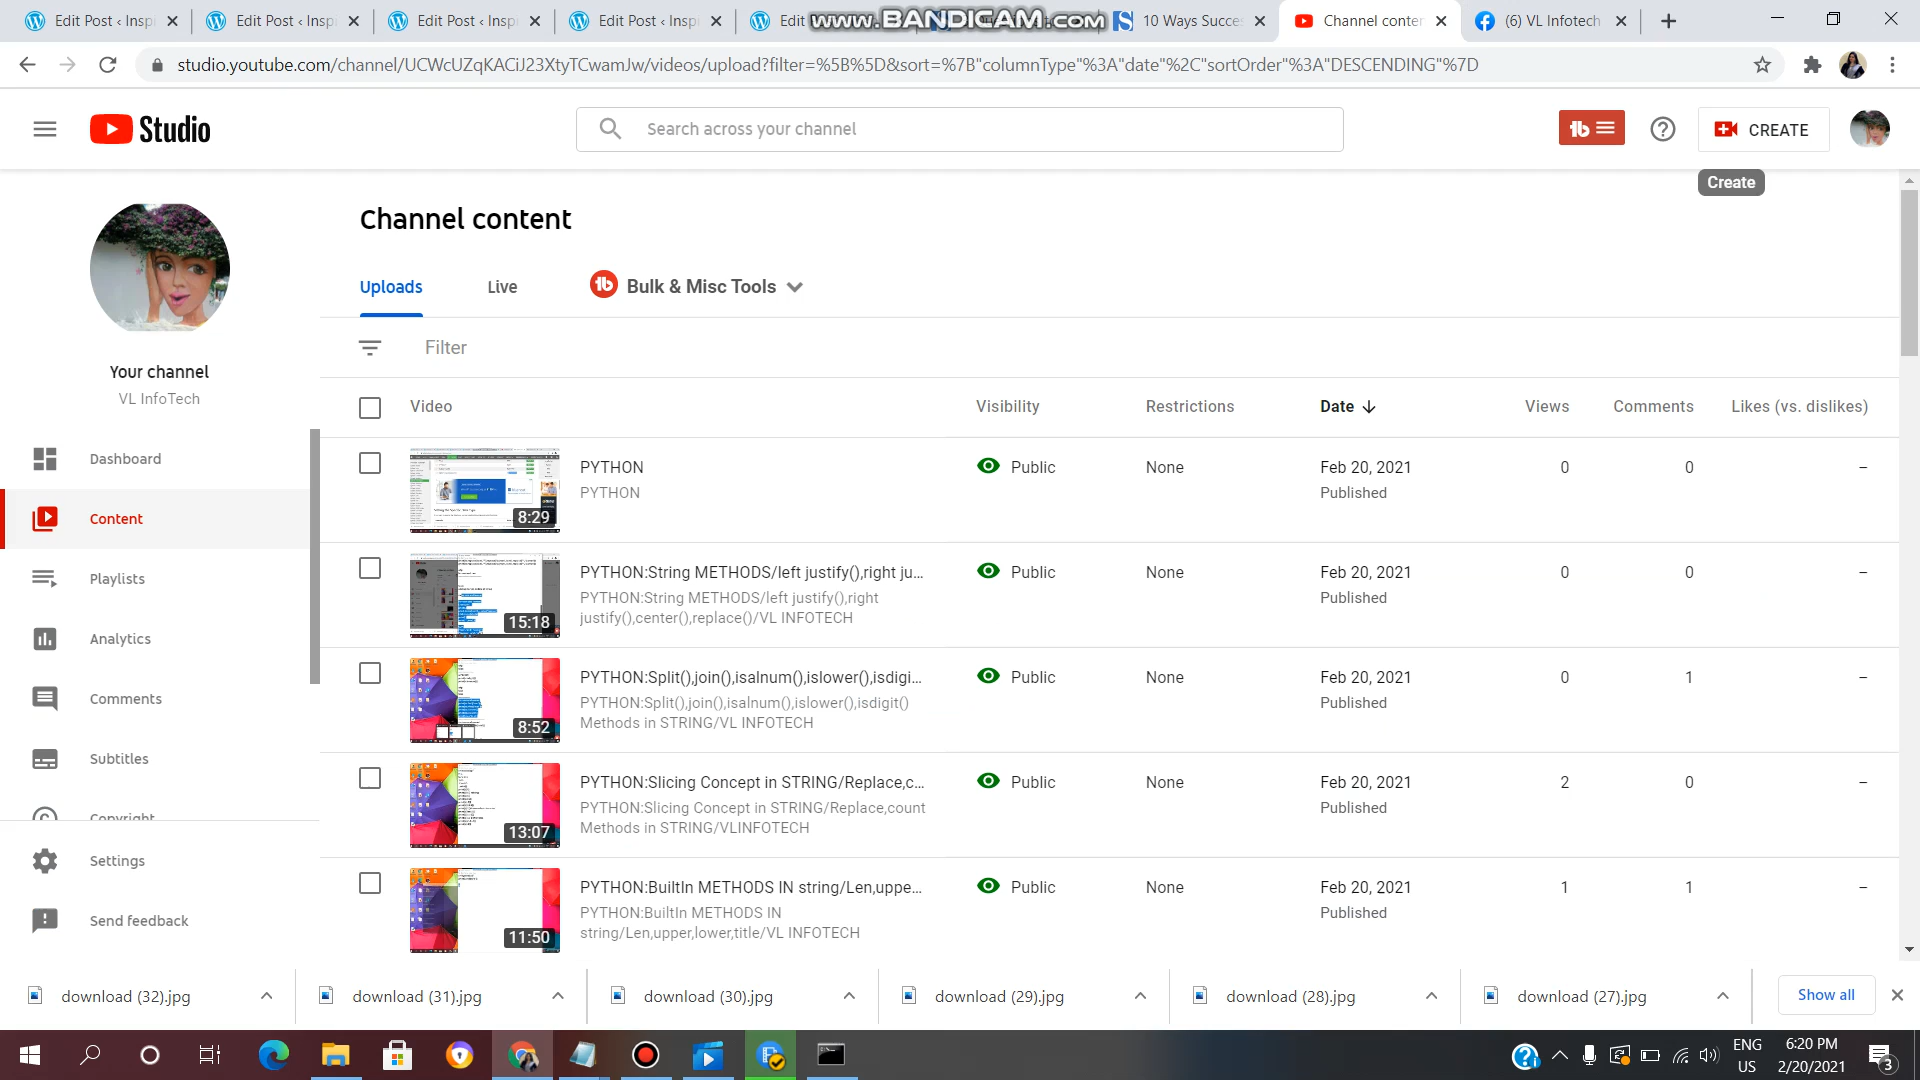 Edit Post ‹ Insp
Edit Post ‹ Insp
Edit Post ‹ Insp
Edit Post ‹ Insp
Edit
www.BANDICAM.com
10 Ways Succes
Channel conten
(6) VL Infotech
studio.youtube.com/channel/UCWcUZqKACiJ23XtyTCwamJw/videos/upload?filter=%5B%5D&sort=%7B"columnType"%3A"date"%2C"sortOrder"%3A"DESCENDING"%7D
Studio
Search across your channel
CREATE
Create
Your channel
VL InfoTech
Dashboard
Content
Playlists
Analytics
Comments
Subtitles
Copyright
Settings
Send feedback
Channel content
Uploads
Live
Bulk & Misc Tools
Filter
Video Visibility Restrictions Date Views Comments Likes (vs. dislikes)
8:29
PYTHON Public None Feb 20, 2021 0 0 –
PYTHON Published
15:18
PYTHON:String METHODS/left justify(),right ju... Public None Feb 20, 2021 0 0 –
PYTHON:String METHODS/left justify(),right Published
justify(),center(),replace()/VL INFOTECH
8:52
PYTHON:Split(),join(),isalnum(),islower(),isdigi... Public None Feb 20, 2021 0 1 –
PYTHON:Split(),join(),isalnum(),islower(),isdigit() Published
Methods in STRING/VL INFOTECH
13:07
PYTHON:Slicing Concept in STRING/Replace,c... Public None Feb 20, 2021 2 0 –
PYTHON:Slicing Concept in STRING/Replace,count Published
Methods in STRING/VLINFOTECH
11:50
PYTHON:BuiltIn METHODS IN string/Len,uppe... Public None Feb 20, 2021 1 1 –
PYTHON:BuiltIn METHODS IN Published
string/Len,upper,lower,title/VL INFOTECH
download (32).jpg
download (31).jpg
download (30).jpg
download (29).jpg
download (28).jpg
download (27).jpg
Show all
ENG
US
6:20 PM
2/20/2021
3